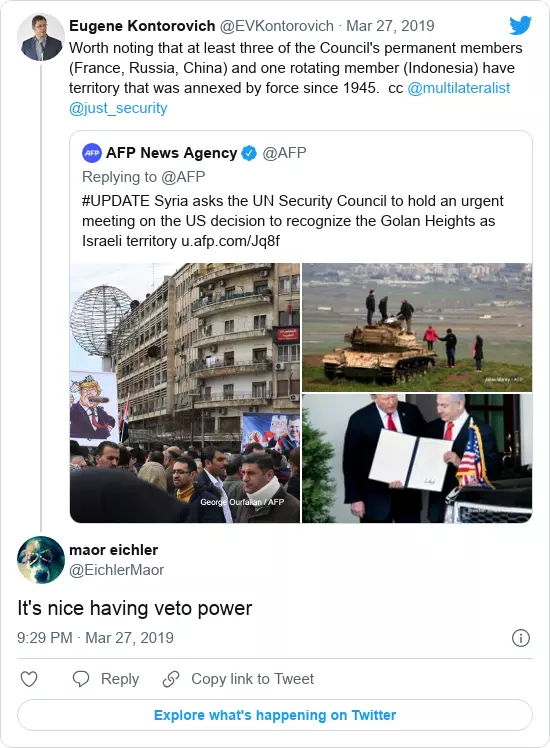 Eugene Kontorovich @EVKontorovich · Mar 27, 2019
Worth noting that at least three of the Council's permanent members
(France, Russia, China) and one rotating member (Indonesia) have
territory that was annexed by force since 1945. cc @multilateralist
@just_security
AFP AFP News Agency @AFP
Replying to @AFP
#UPDATE Syria asks the UN Security Council to hold an urgent
meeting on the US decision to recognize the Golan Heights as
Israeli territory u.afp.com/Jq8f
George Ourfalian / AFP
maor eichler
@EichlerMaor
It's nice having veto power
9:29 PM · Mar 27, 2019
Reply
Copy link to Tweet
Explore what's happening on Twitter